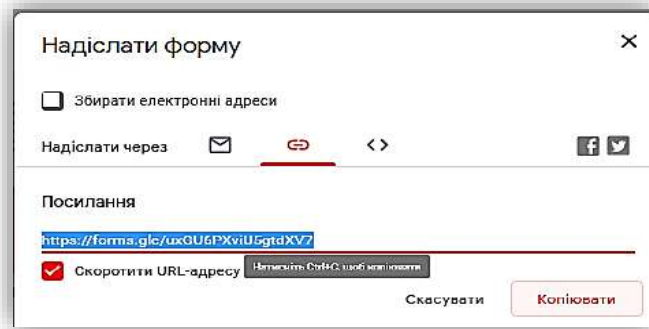 Надіслати форму
Збирати електронні адреси
Надіслати через
Посилання
https://forms.gle/uxGU6PXviU5gtdXV7
Скоротити URL-адресу
Натисніть Ctrl+C, щоб копіювати
Скасувати
Копіювати